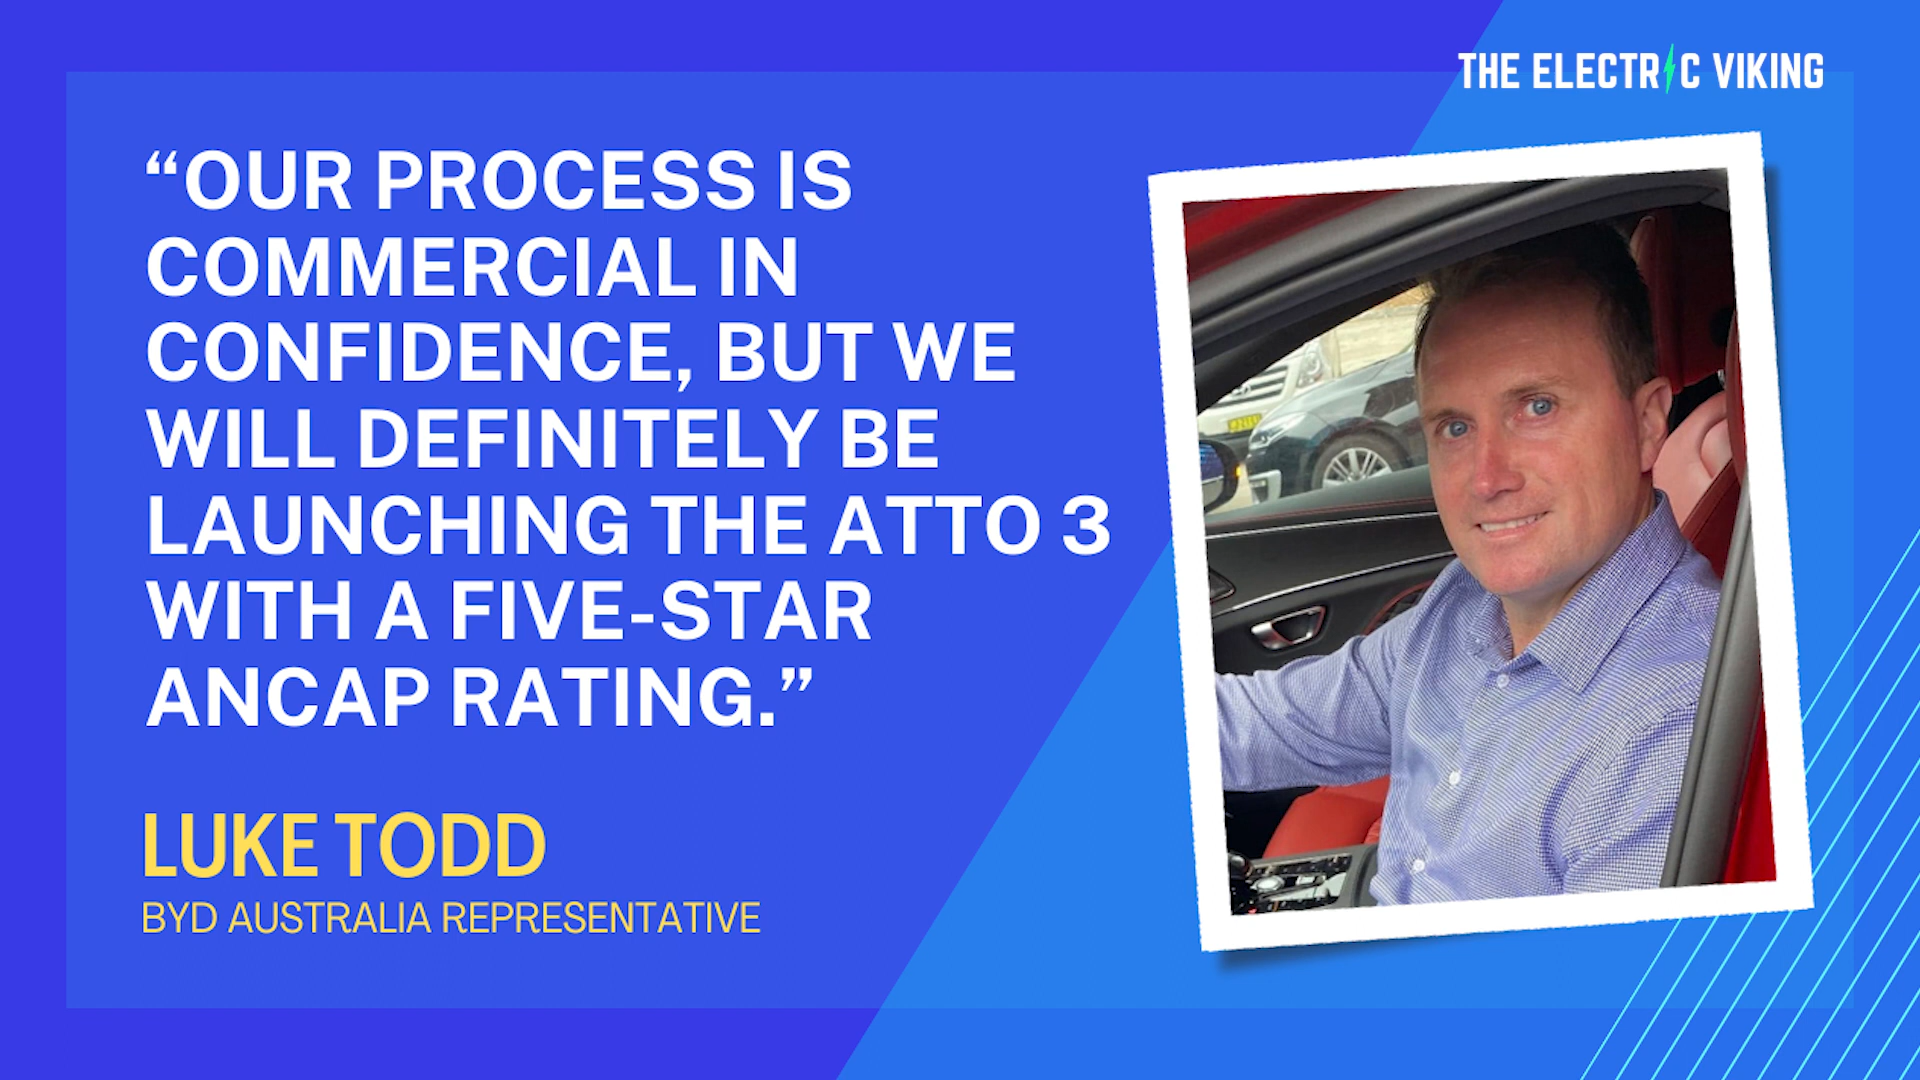 THE ELECTRIC VIKING
“OUR PROCESS IS
COMMERCIAL IN
CONFIDENCE, BUT WE
WILL DEFINITELY BE
LAUNCHING THE ATTO 3
WITH A FIVE-STAR
ANCAP RATING.”
LUKE TODD
BYD AUSTRALIA REPRESENTATIVE